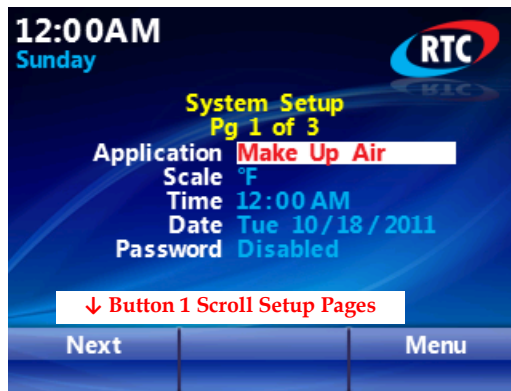 12:00AM
Sunday
RTC
System Setup
Pg 1 of 3
Application Make Up Air
Scale °F
Time 12:00 AM
Date Tue 10/18/2011
Password Disabled
↓ Button 1 Scroll Setup Pages
Next Menu